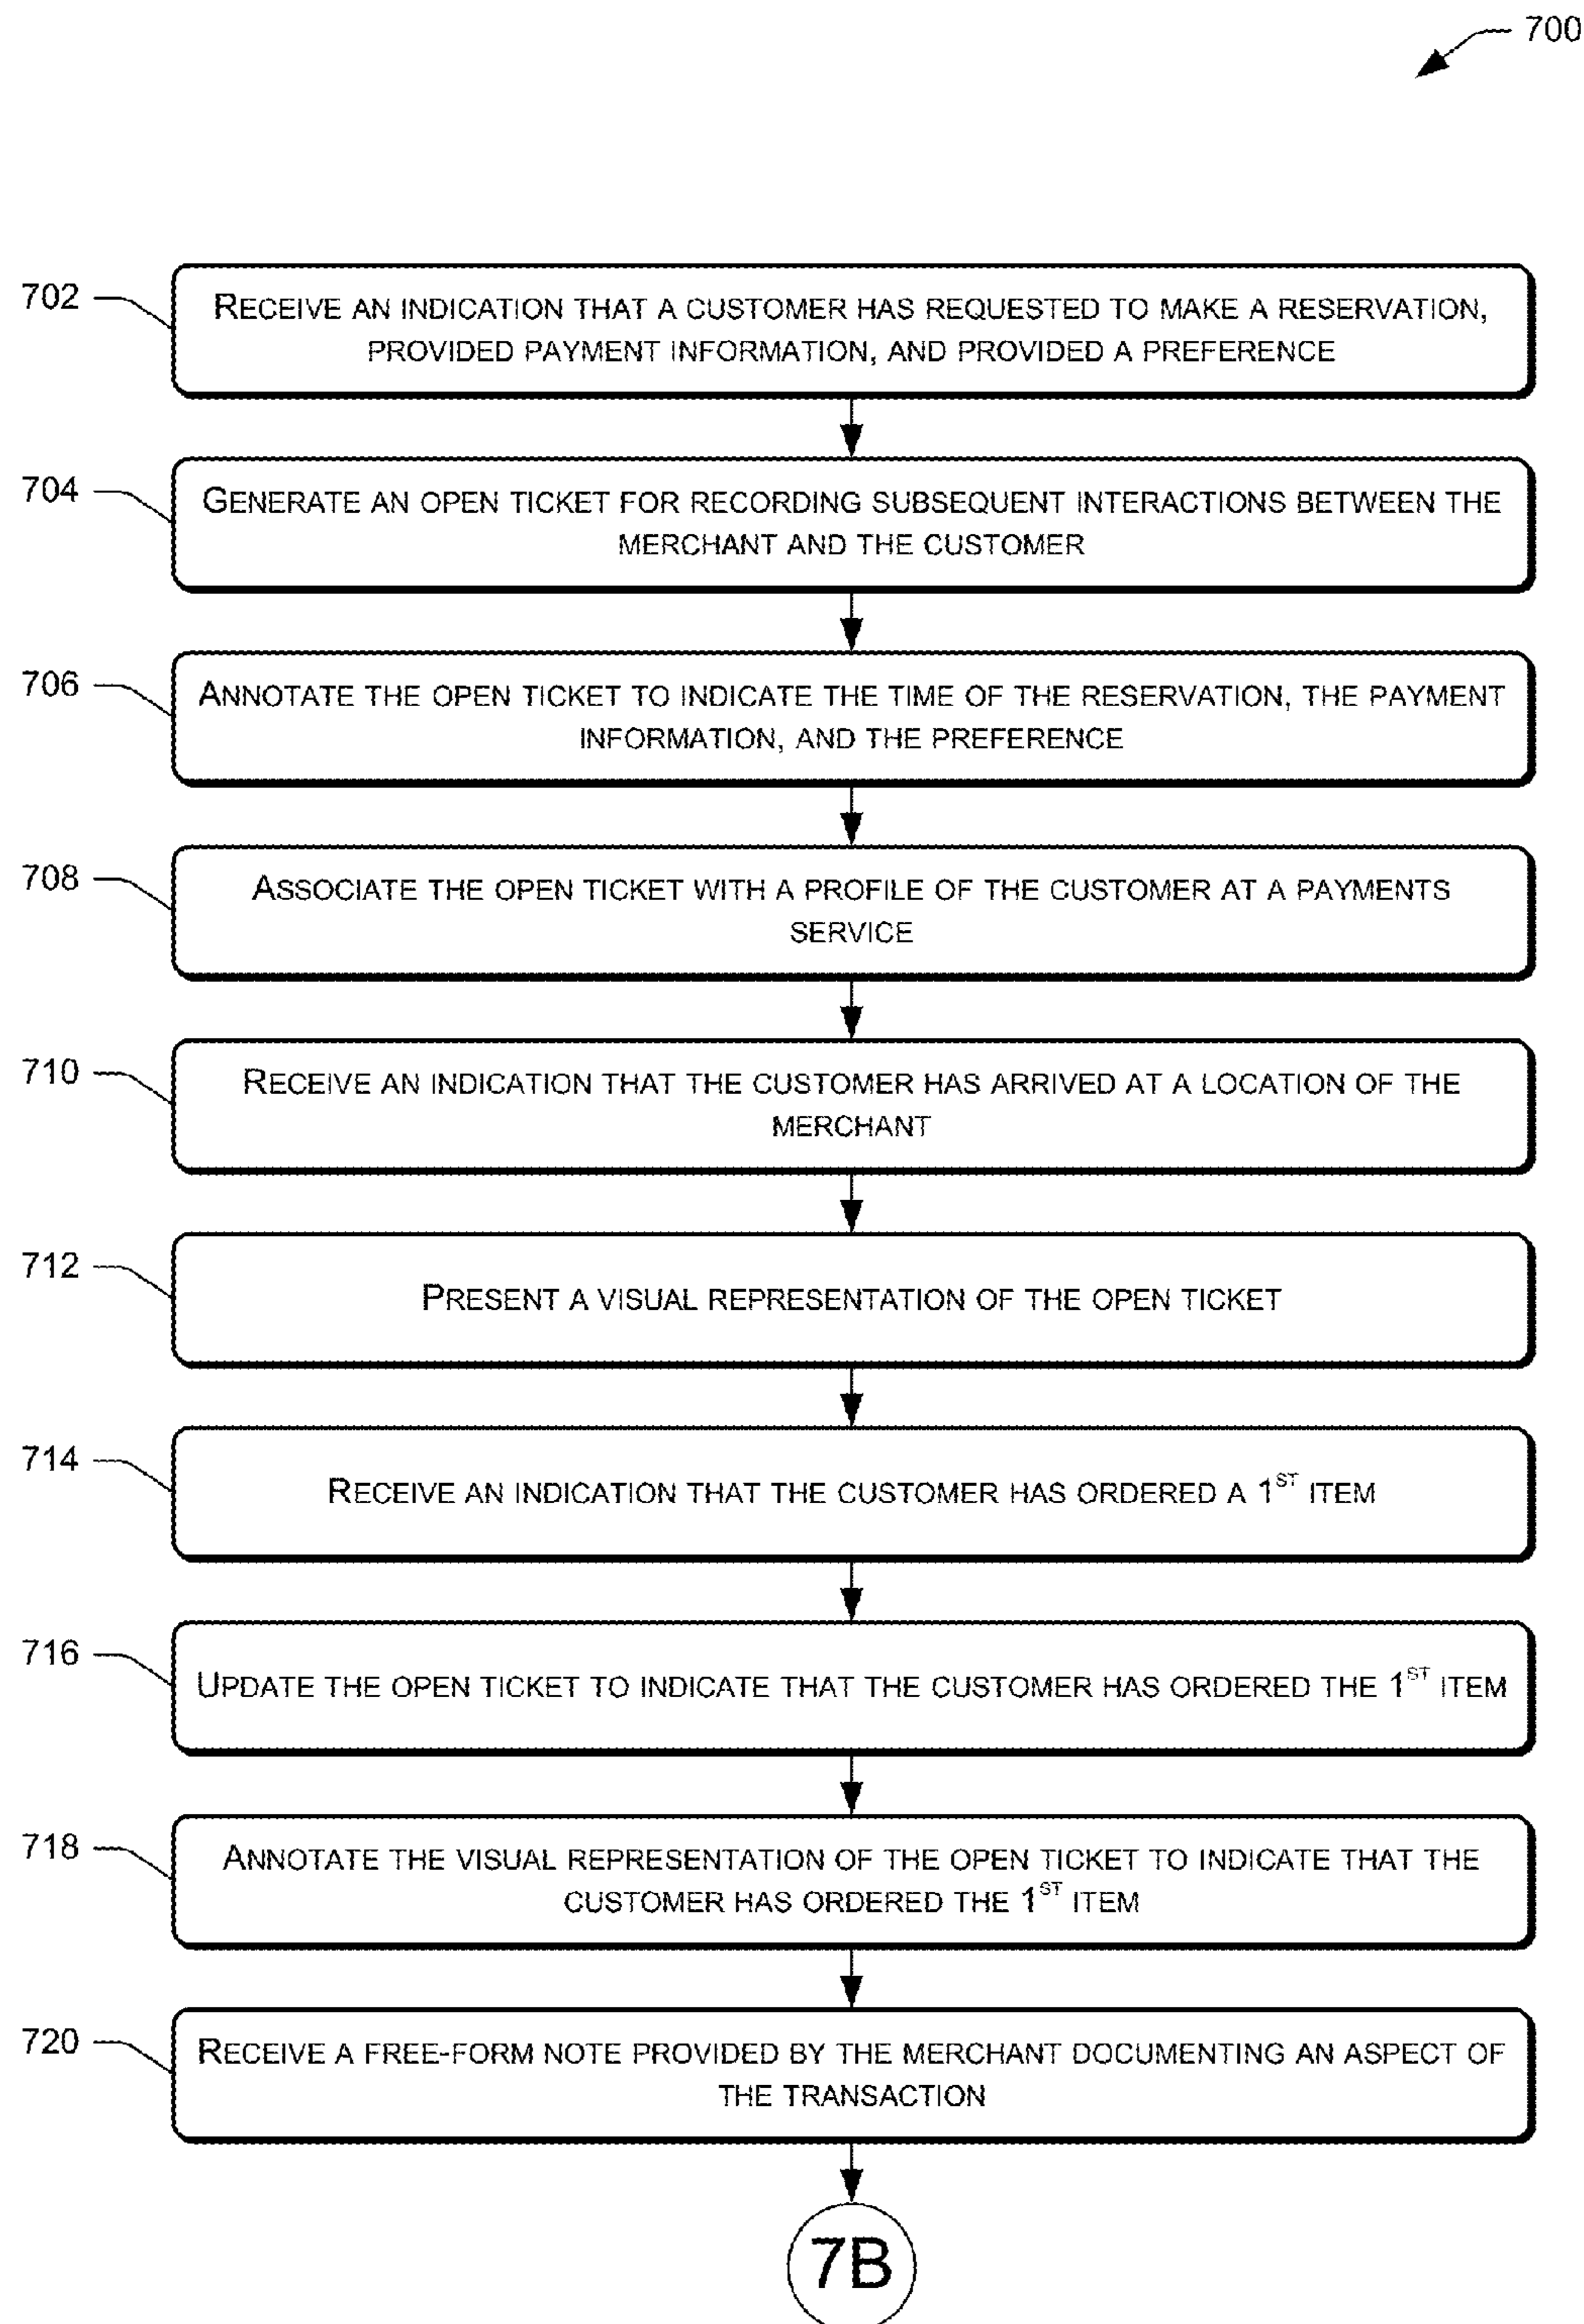 700
702
RECEIVE AN INDICATION THAT A CUSTOMER HAS REQUESTED TO MAKE A RESERVATION,
PROVIDED PAYMENT INFORMATION, AND PROVIDED A PREFERENCE
704
GENERATE AN OPEN TICKET FOR RECORDING SUBSEQUENT INTERACTIONS BETWEEN THE
MERCHANT AND THE CUSTOMER
706
ANNOTATE THE OPEN TICKET TO INDICATE THE TIME OF THE RESERVATION, THE PAYMENT
INFORMATION, AND THE PREFERENCE
708
ASSOCIATE THE OPEN TICKET WITH A PROFILE OF THE CUSTOMER AT A PAYMENTS
SERVICE
710
RECEIVE AN INDICATION THAT THE CUSTOMER HAS ARRIVED AT A LOCATION OF THE
MERCHANT
712
PRESENT A VISUAL REPRESENTATION OF THE OPEN TICKET
714
RECEIVE AN INDICATION THAT THE CUSTOMER HAS ORDERED A 1ST ITEM
716
UPDATE THE OPEN TICKET TO INDICATE THAT THE CUSTOMER HAS ORDERED THE 1ST ITEM
718
ANNOTATE THE VISUAL REPRESENTATION OF THE OPEN TICKET TO INDICATE THAT THE
CUSTOMER HAS ORDERED THE 1ST ITEM
720
RECEIVE A FREE-FORM NOTE PROVIDED BY THE MERCHANT DOCUMENTING AN ASPECT OF
THE TRANSACTION
7B